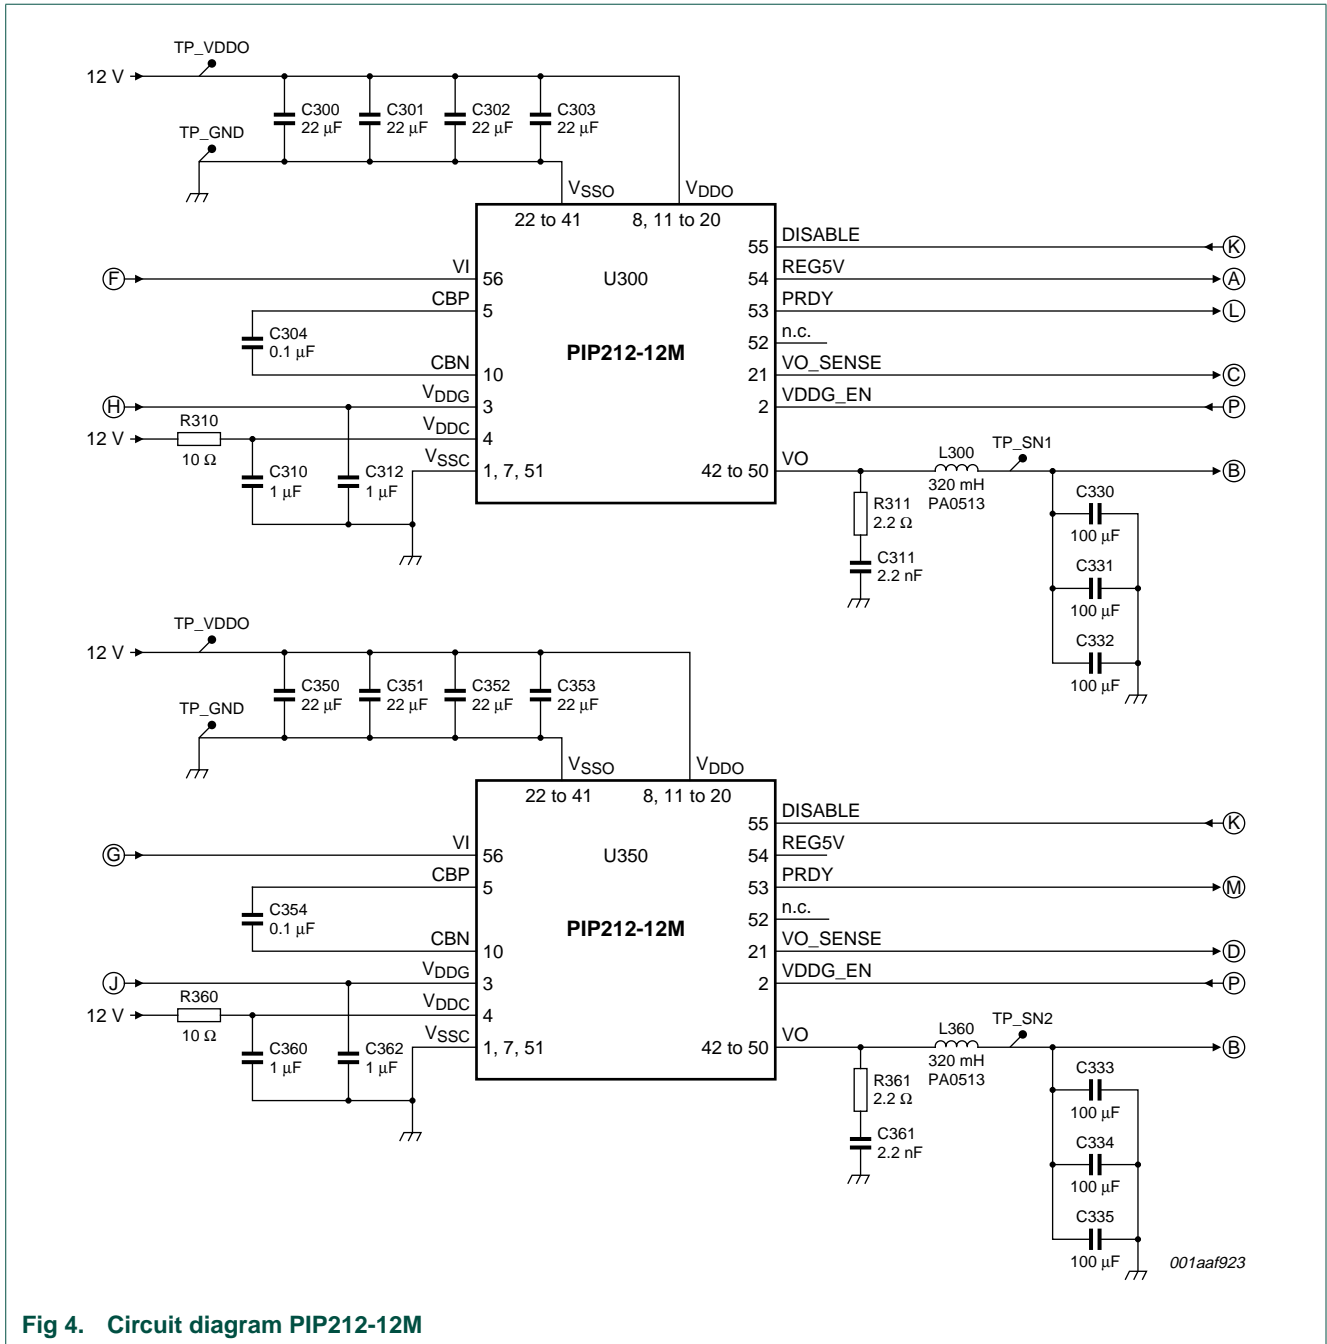 TP_VDDO
12 V
C300
22 μF
C301
22 μF
C302
22 μF
C303
22 μF
TP_GND
VSSO
VDDO
22 to 41
8, 11 to 20
55
DISABLE
K
F
VI
56
U300
54
REG5V
A
CBP
5
53
PRDY
L
C304
0.1 μF
PIP212-12M
52
n.c.
CBN
10
21
VO_SENSE
C
H
VDDG
3
2
VDDG_EN
P
12 V
R310
10 Ω
VDDC
4
VSSC
1, 7, 51
C310
1 μF
C312
1 μF
42 to 50
VO
L300
320 mH
PA0513
TP_SN1
B
R311
2.2 Ω
C311
2.2 nF
C330
100 μF
C331
100 μF
C332
100 μF
TP_VDDO
12 V
C350
22 μF
C351
22 μF
C352
22 μF
C353
22 μF
TP_GND
VSSO
VDDO
22 to 41
8, 11 to 20
55
DISABLE
K
G
VI
56
U350
54
REG5V
CBP
5
53
PRDY
M
C354
0.1 μF
PIP212-12M
52
n.c.
CBN
10
21
VO_SENSE
D
J
VDDG
3
2
VDDG_EN
P
12 V
R360
10 Ω
VDDC
4
VSSC
1, 7, 51
C360
1 μF
C362
1 μF
42 to 50
VO
L360
320 mH
PA0513
TP_SN2
B
R361
2.2 Ω
C361
2.2 nF
C333
100 μF
C334
100 μF
C335
100 μF
001aaf923
Fig 4. Circuit diagram PIP212-12M